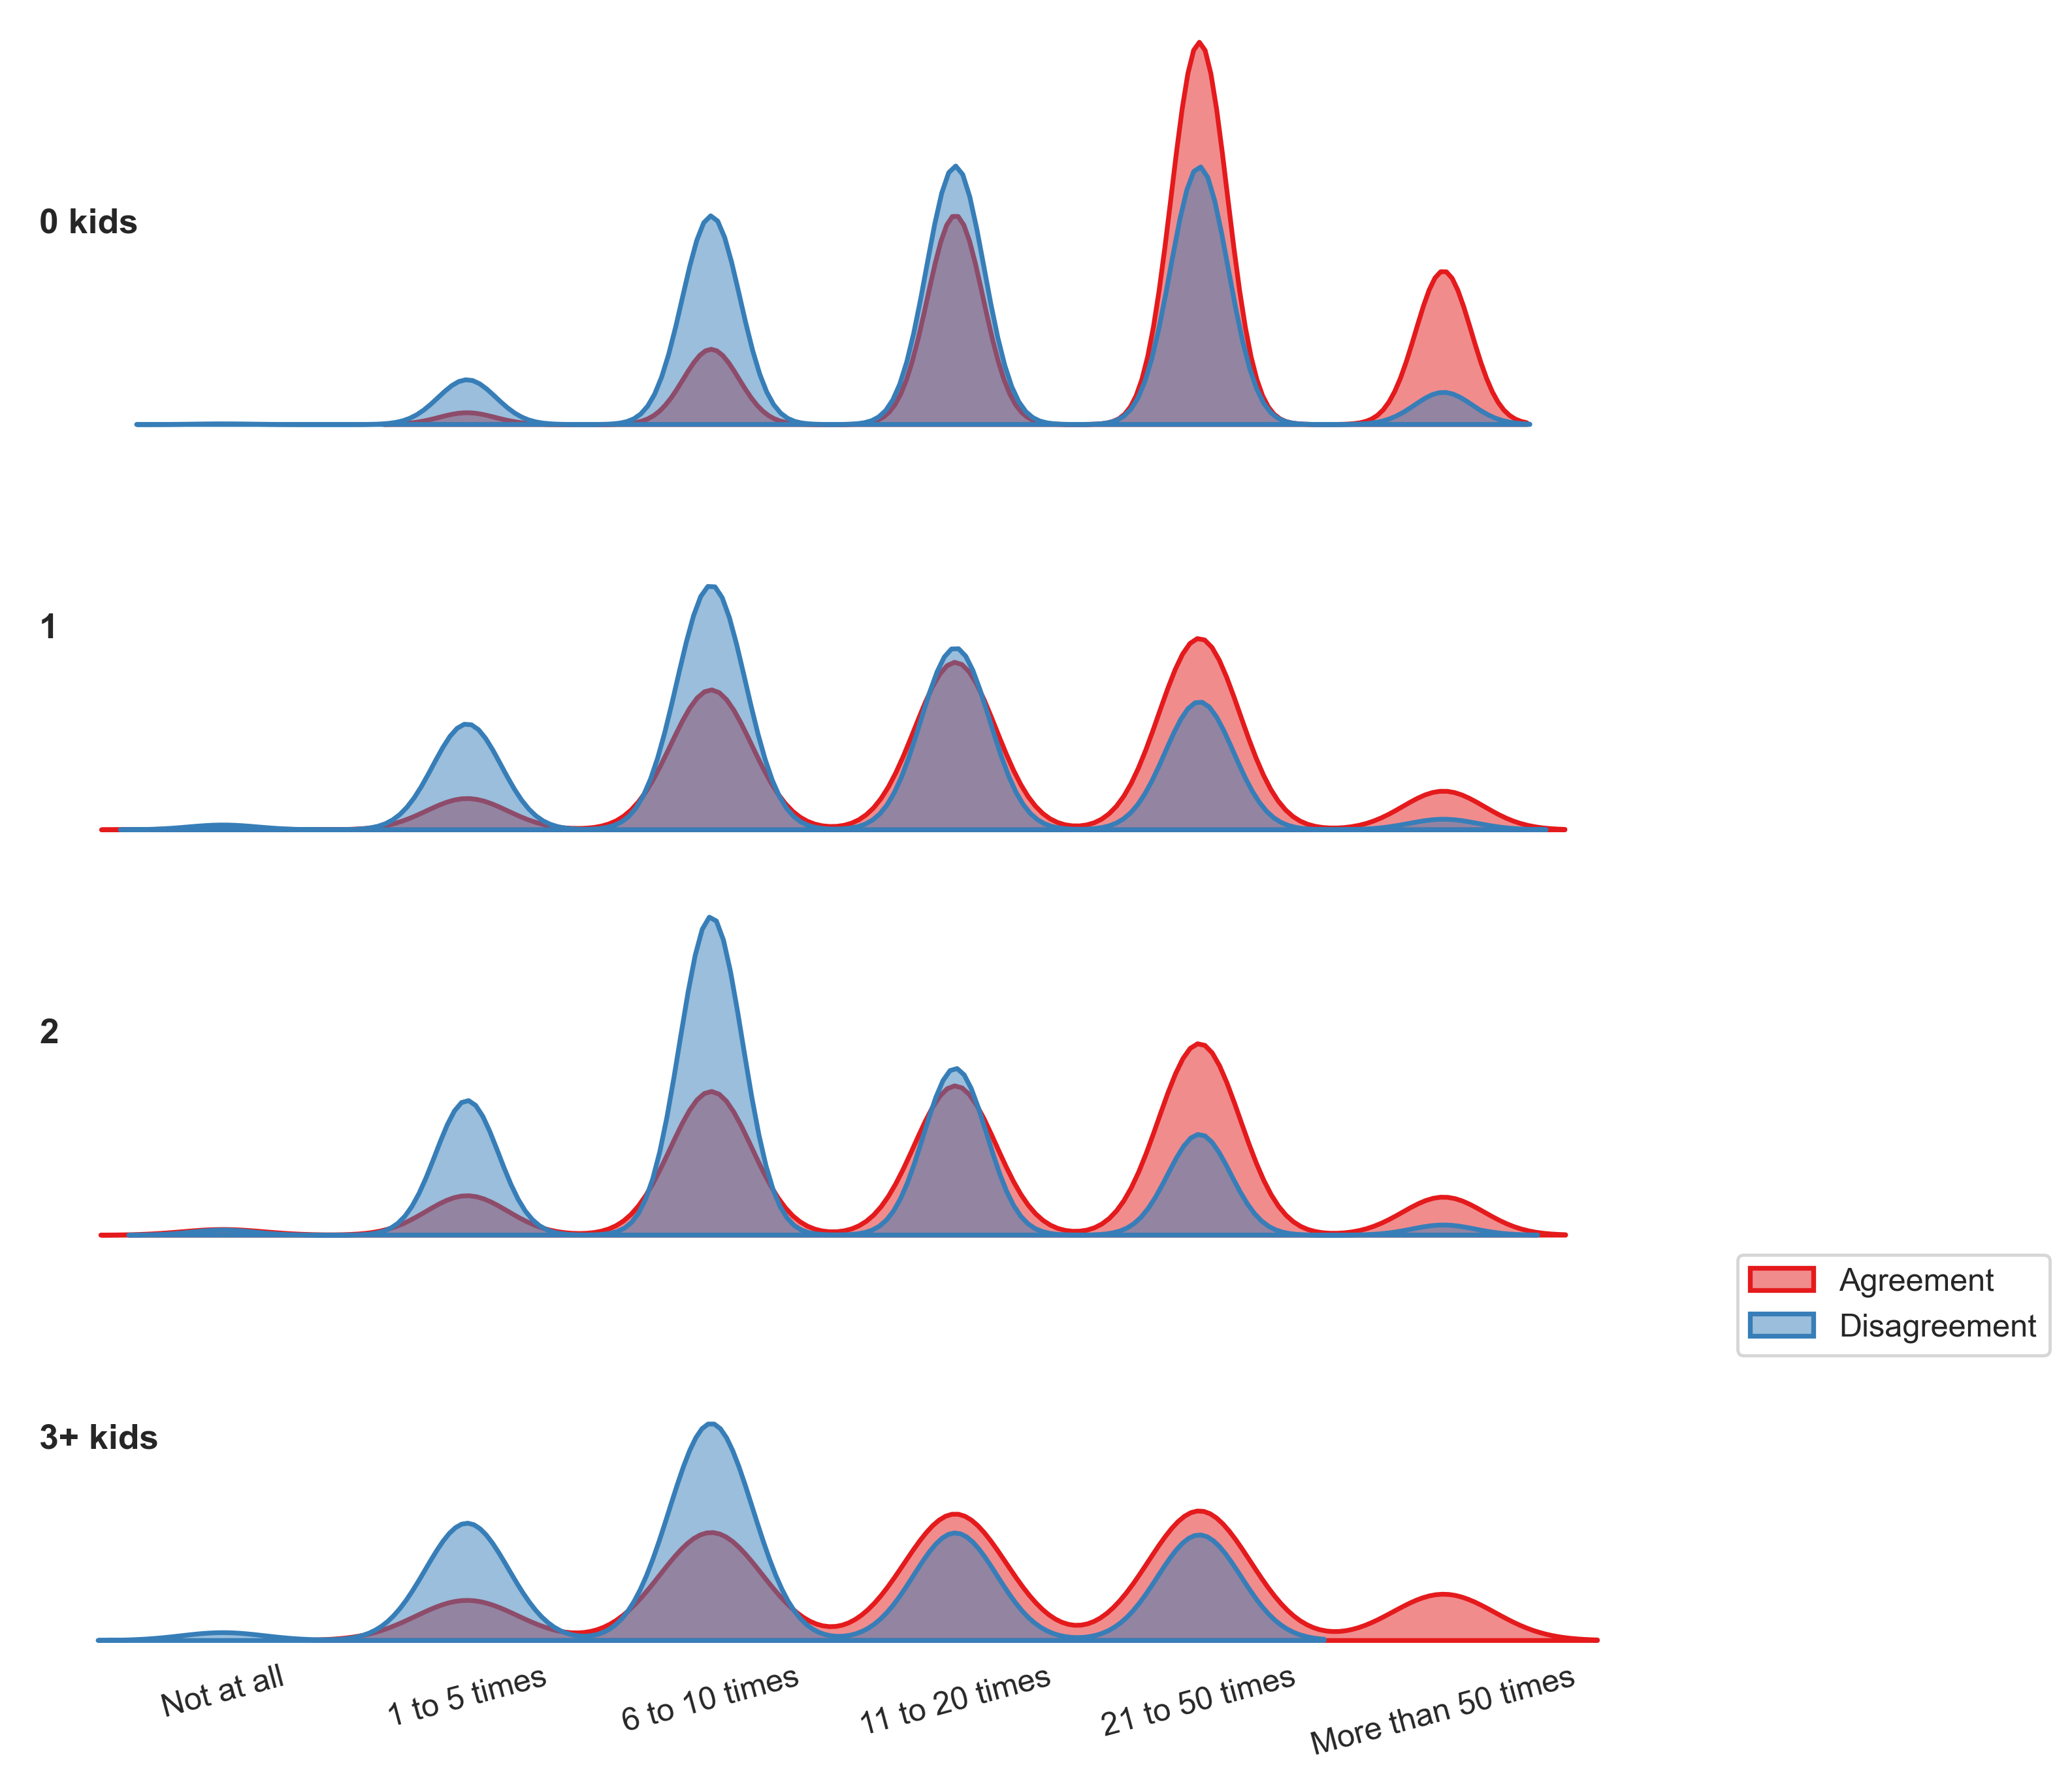 0 kids
1
2
Agreement
Disagreement
3+ kids
Not at all
1 to 5 times
6 to 10 times
11 to 20 times
21 to 50 times
More than 50 times